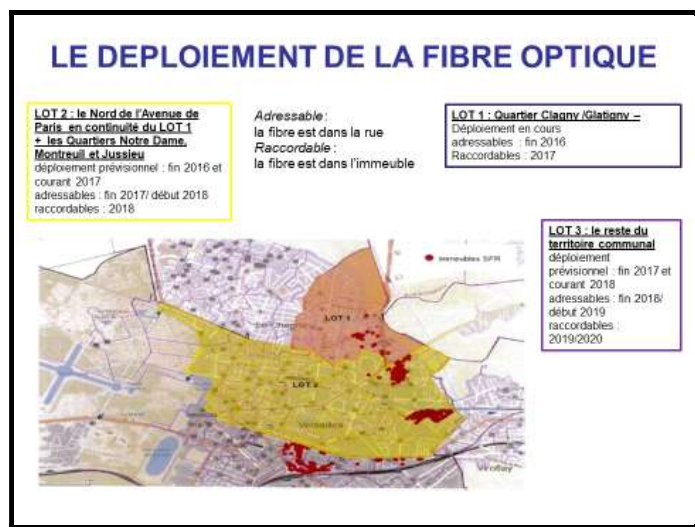 LE DEPLOIEMENT DE LA FIBRE OPTIQUE
LOT 2 : le Nord de l'Avenue de
Paris en continuité du LOT 1
+ les Quartiers Notre Dame,
Montreuil et Jussieu
déploiement prévisionnel : fin 2016 et
courant 2017
adressables : fin 2017/ début 2018
raccordables : 2018
Adressable :
la fibre est dans la rue
Raccordable :
la fibre est dans l'immeuble
LOT 1 : Quartier Clagny /Glatigny –
Déploiement en cours
adressables : fin 2016
Raccordables : 2017
LOT 3 : le reste du
territoire communal
déploiement
prévisionnel : fin 2017 et
courant 2018
adressables : fin 2018/
début 2019
raccordables :
2019/2020
Immeubles SFR
LOT 1
LOT 2
Versailles
Viroflay